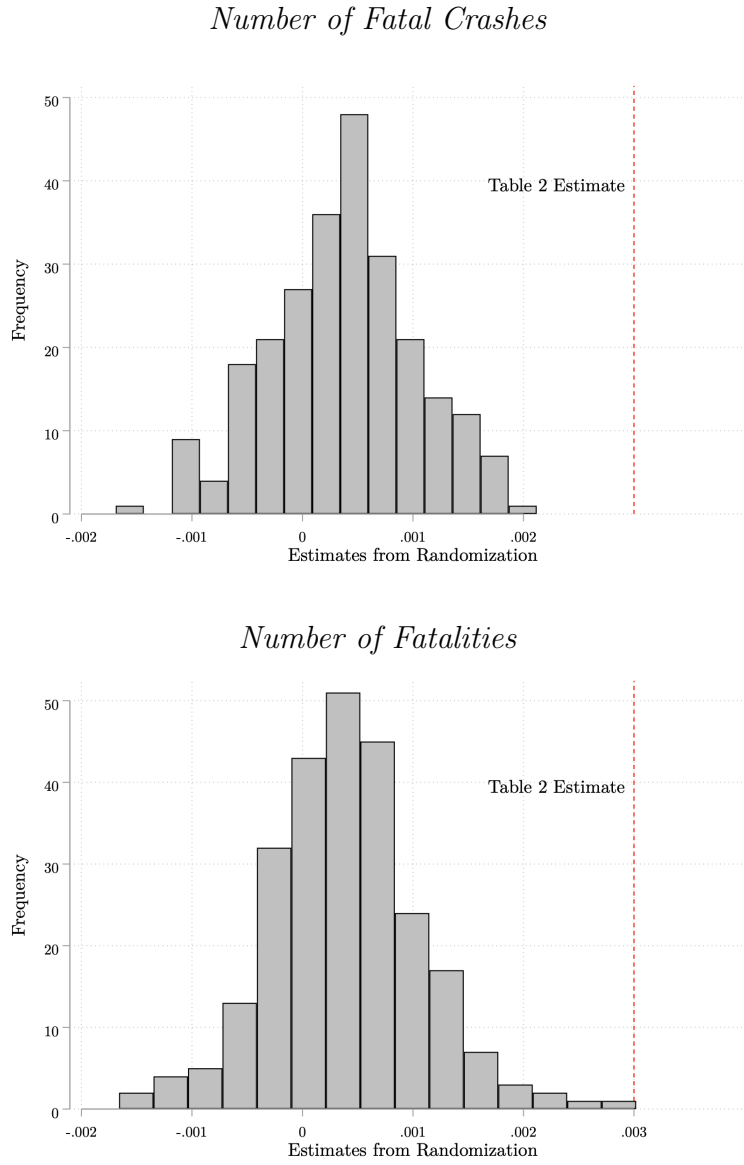 Number of Fatal Crashes
50
40
30
20
10
0
Frequency
Table 2 Estimate
-.002 -.001 0 .001 .002
Estimates from Randomization
Number of Fatalities
50
40
30
20
10
0
Frequency
Table 2 Estimate
-.002 -.001 0 .001 .002 .003
Estimates from Randomization